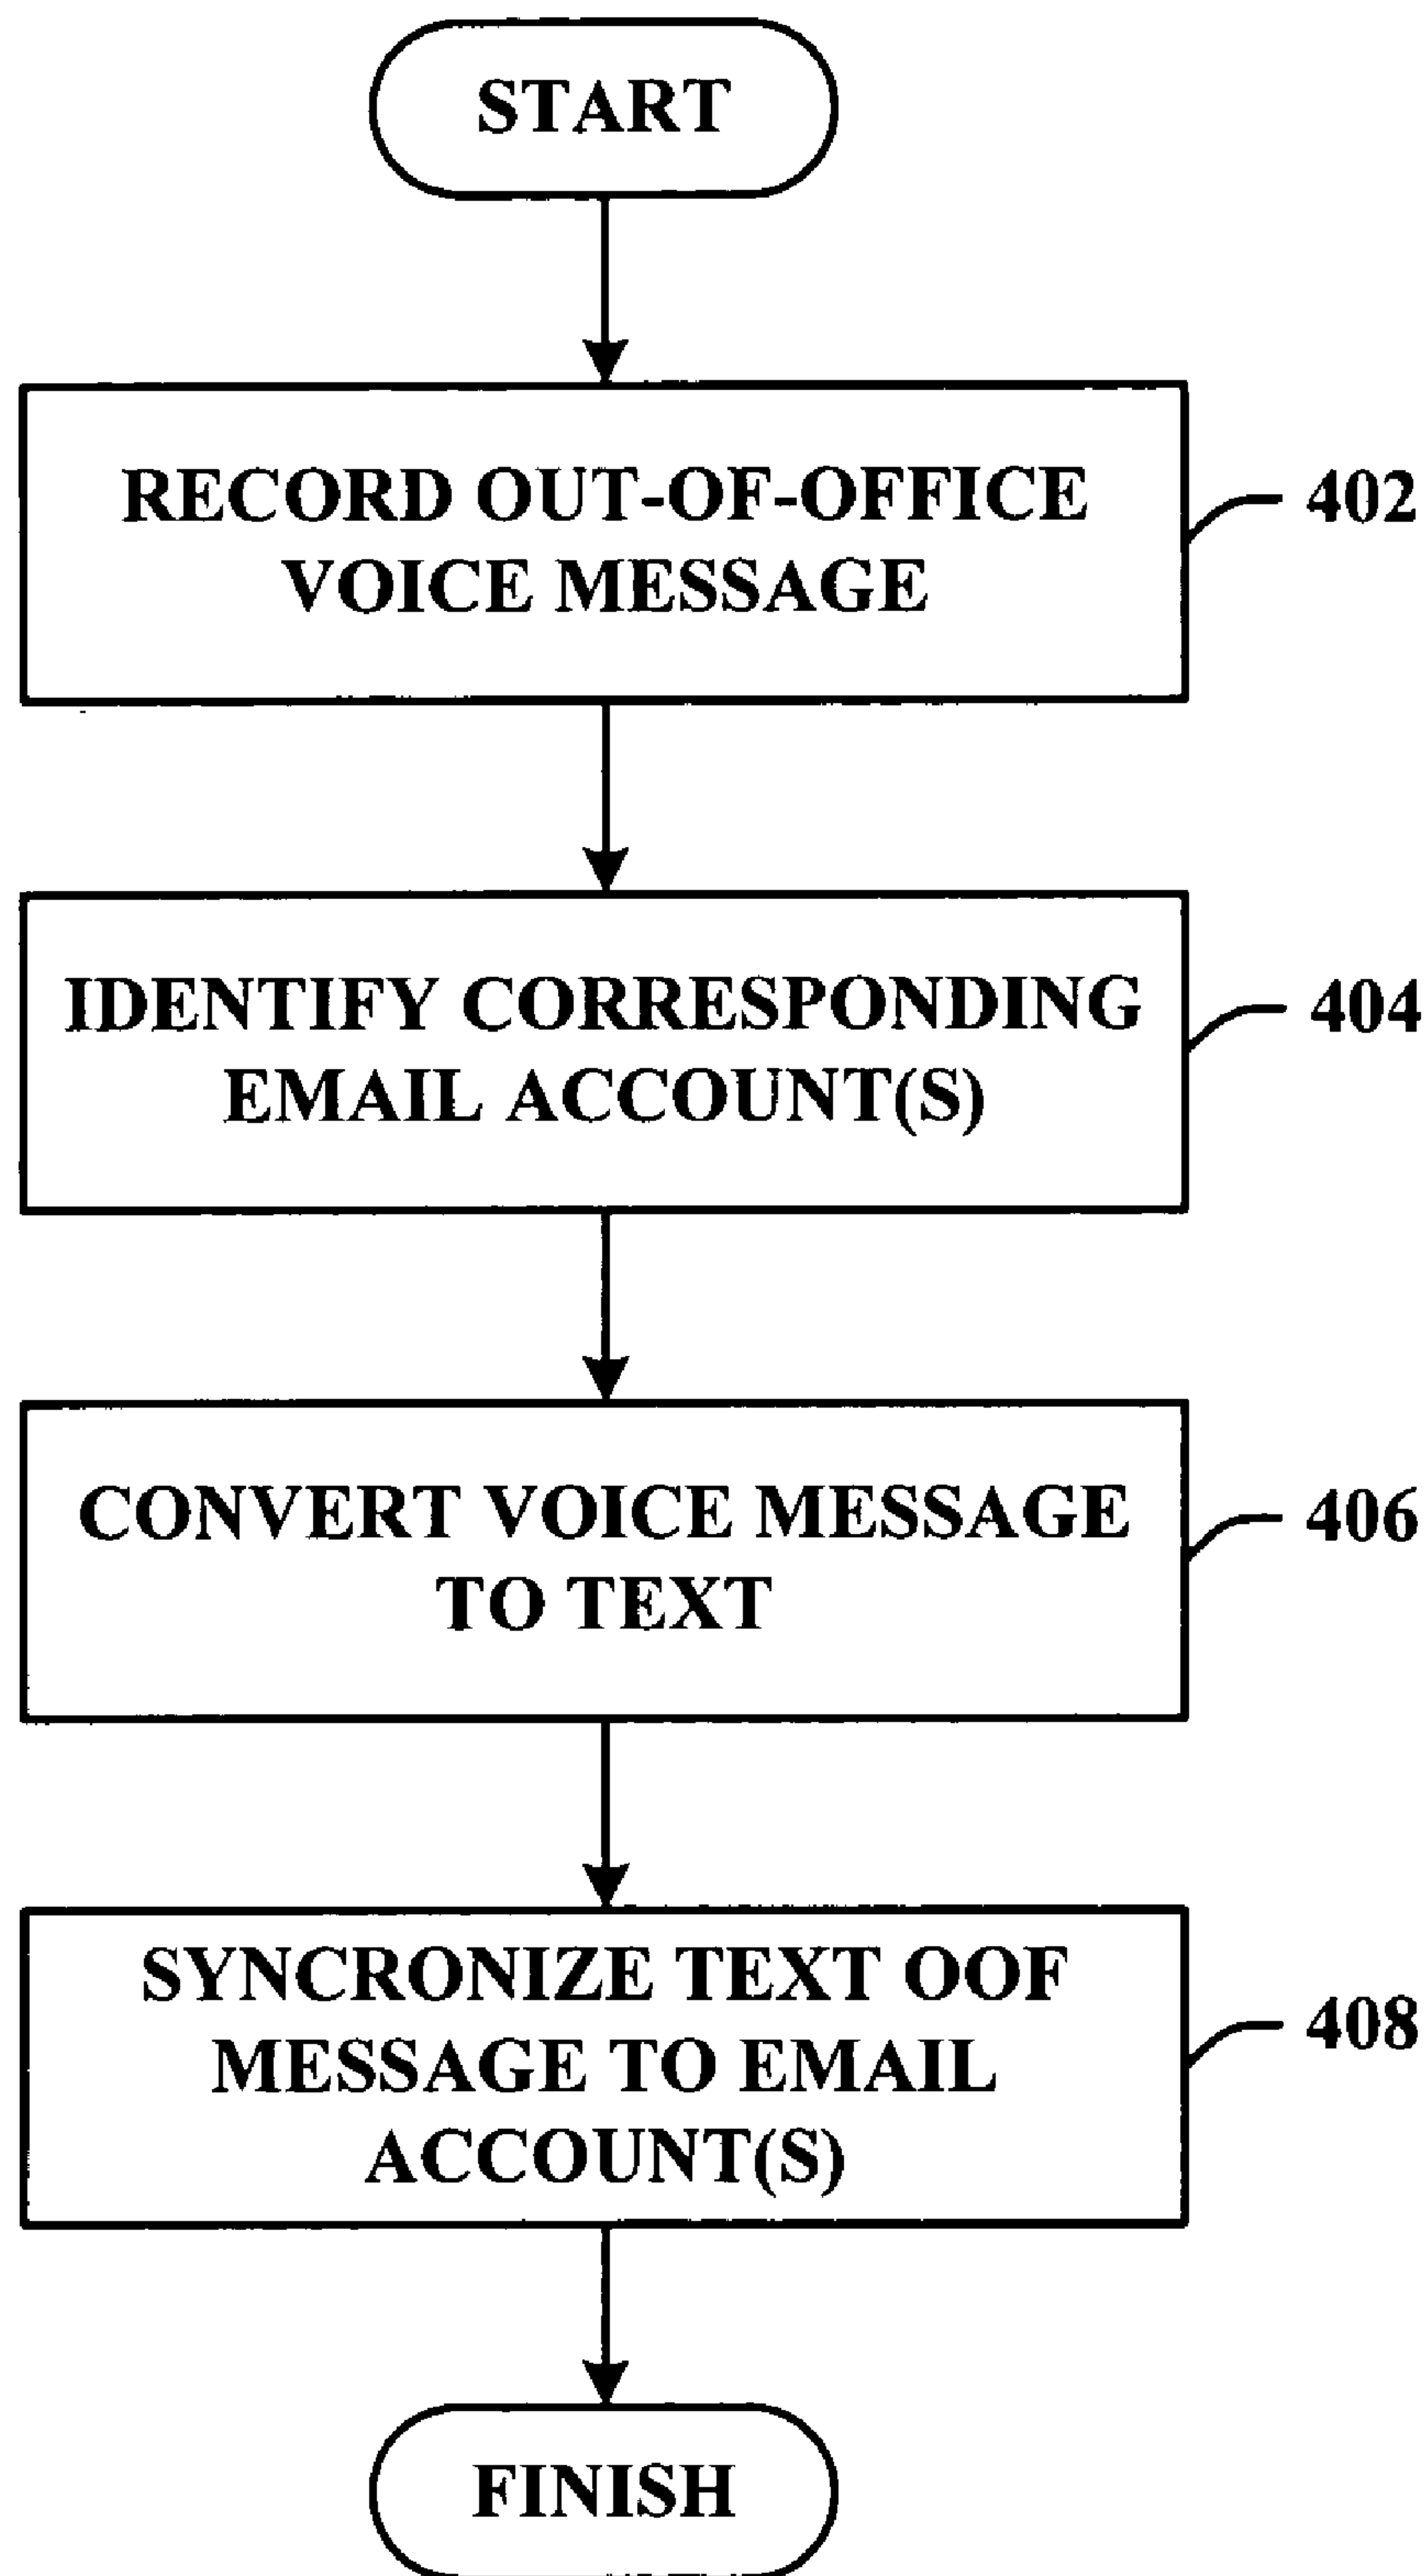 START
RECORD OUT-OF-OFFICE
VOICE MESSAGE
402
IDENTIFY CORRESPONDING
EMAIL ACCOUNT(S)
404
CONVERT VOICE MESSAGE
TO TEXT
406
SYNCRONIZE TEXT OOF
MESSAGE TO EMAIL
ACCOUNT(S)
408
FINISH